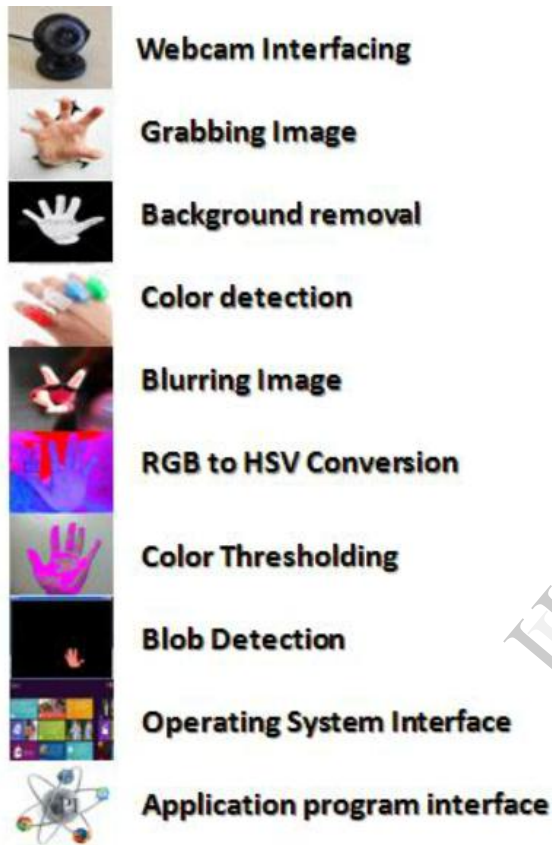 Webcam Interfacing
Grabbing Image
Background removal
Color detection
Blurring Image
RGB to HSV Conversion
Color Thresholding
Blob Detection
Operating System Interface
Application program interface